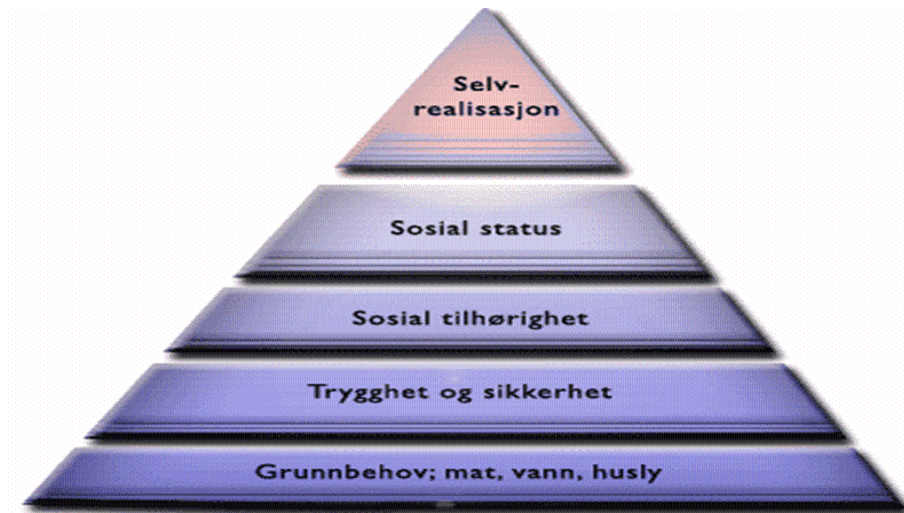 Selv-
realisasjon
Sosial status
Sosial tilhørighet
Trygghet og sikkerhet
Grunnbehov; mat, vann, husly